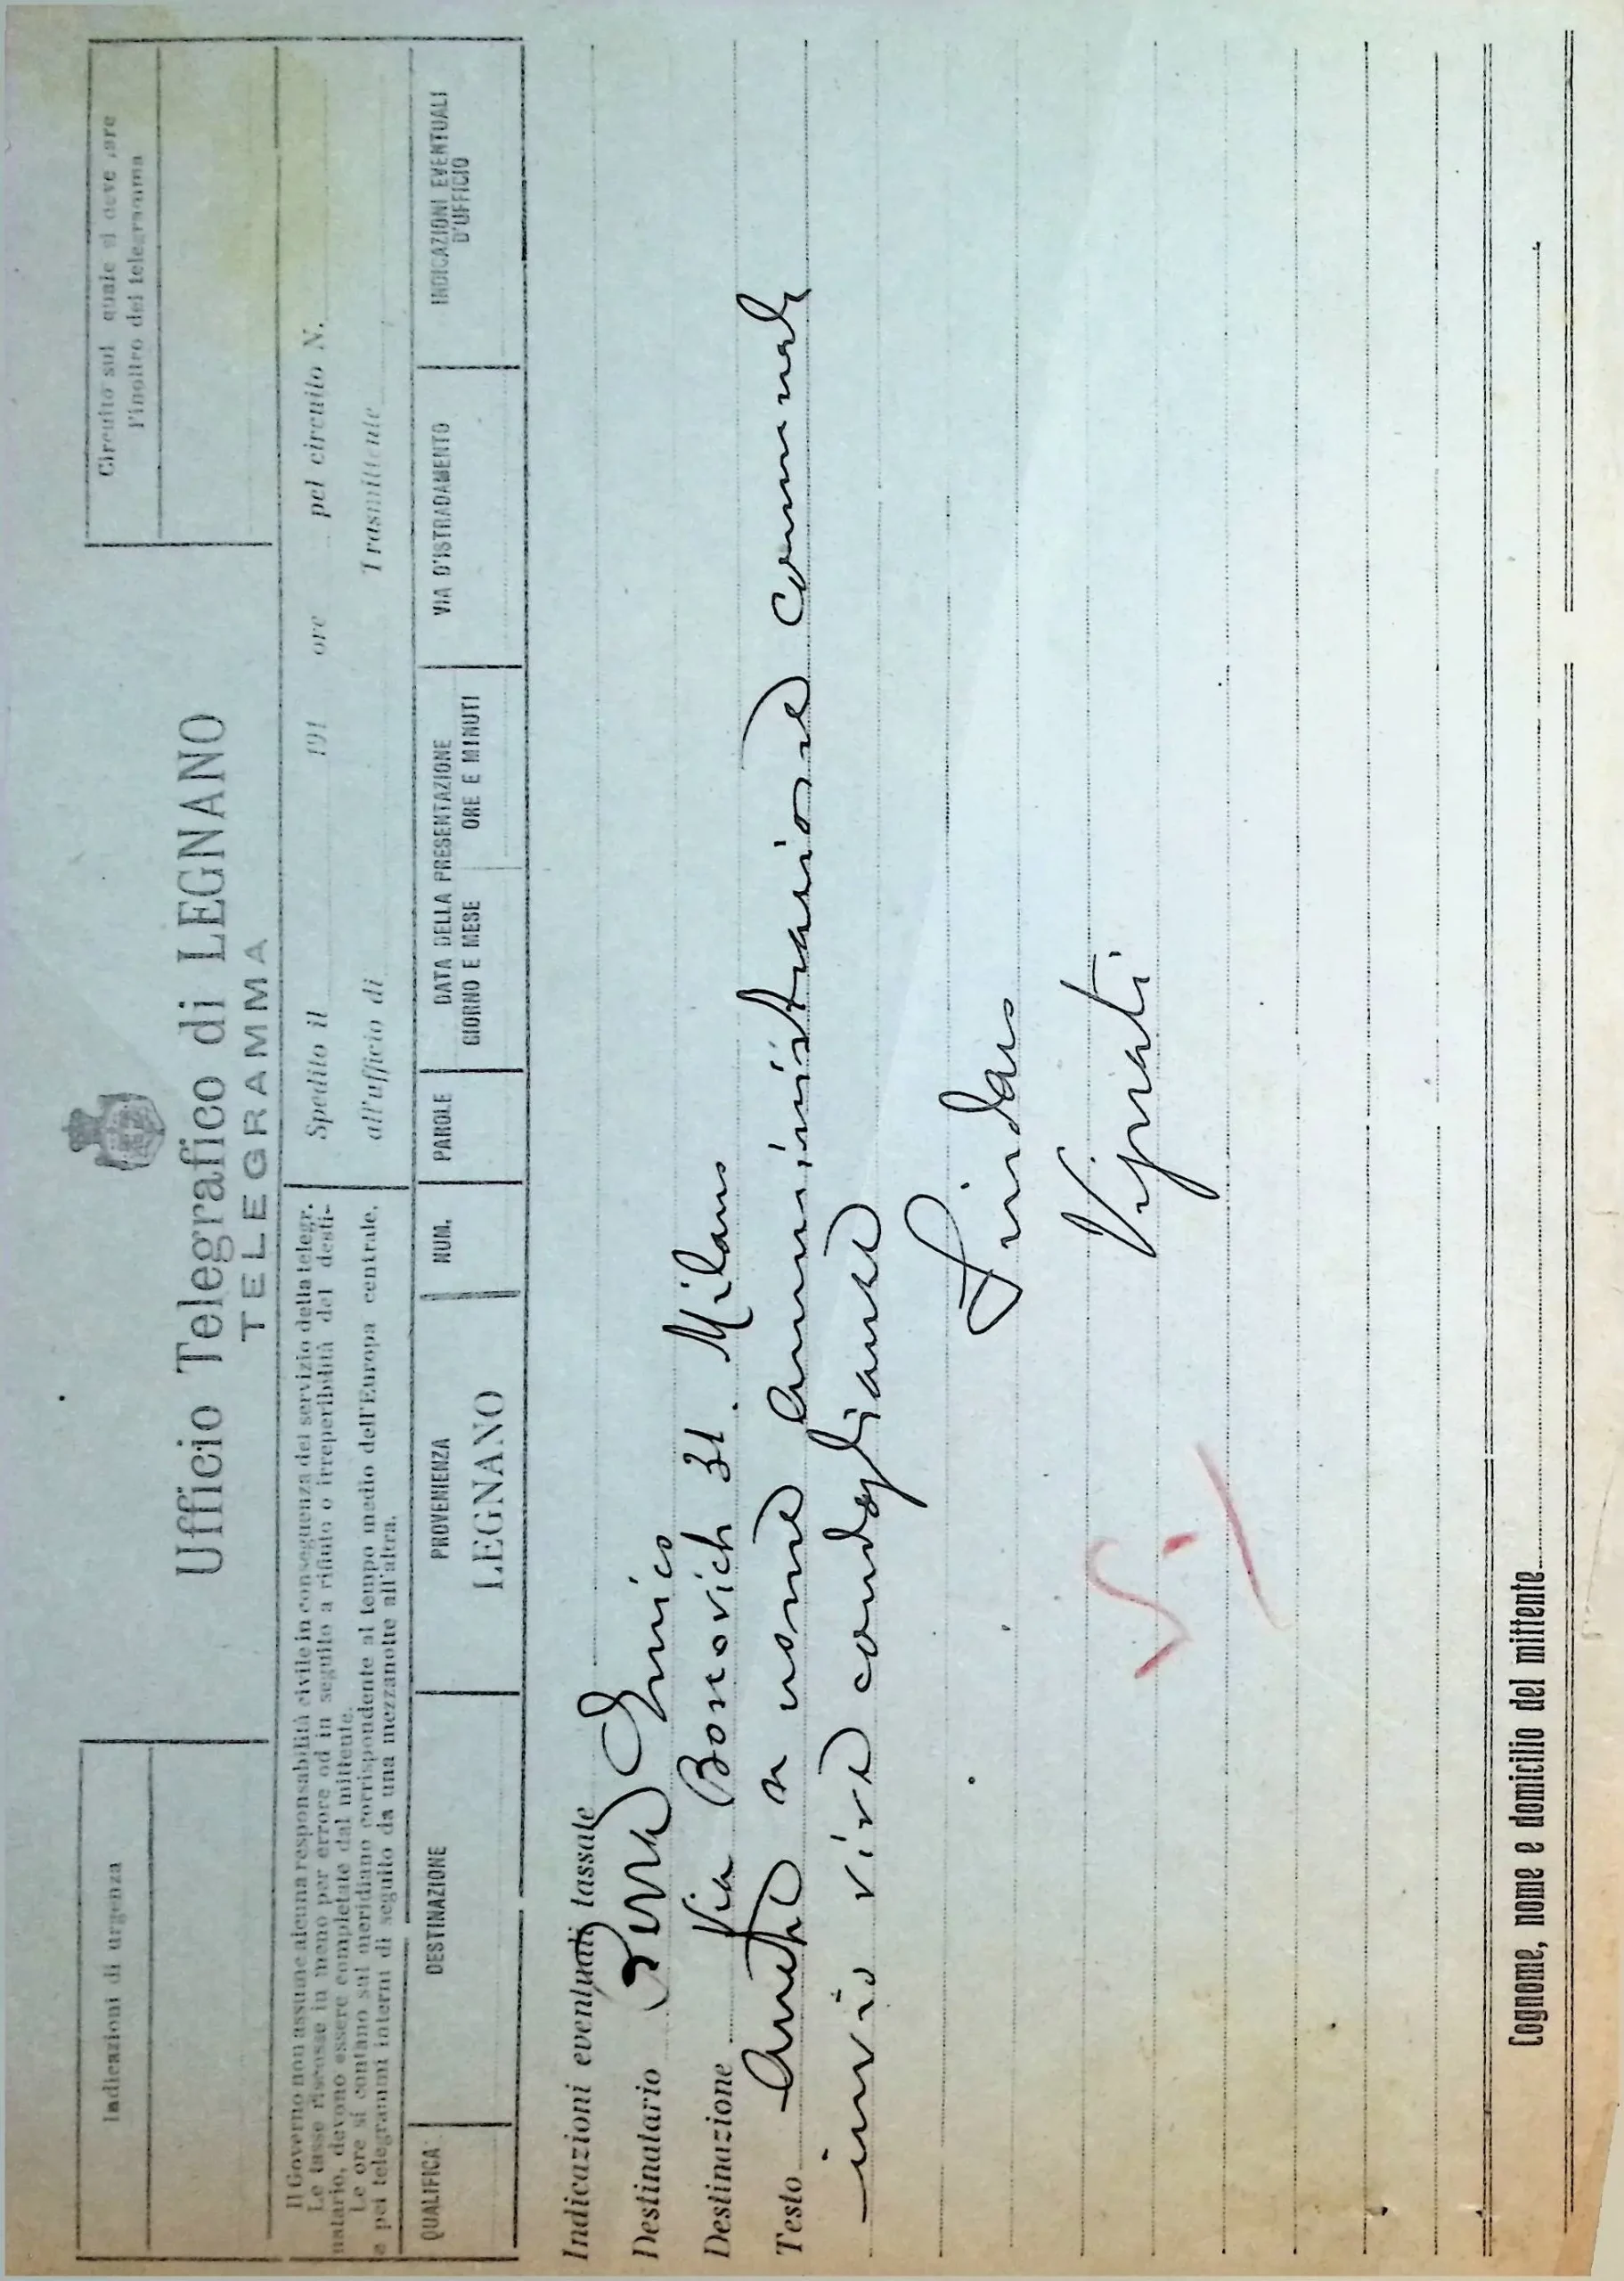 Indicazioni di urgenza
Ufficio Telegrafico di LEGNANO
TELEGRAMMA
Circuito sul quale si deve fare
l'inoltro del telegramma
Il Governo non assume alcuna responsabilità civile in conseguenza del servizio della telegr.
Le tasse riscosse in meno per errore od in seguito a rifiuto o irreperibilità del desti-
natario, devono essere completate dal mittente.
Le ore si contano sul meridiano corrispondente al tempo medio dell'Europa centrale,
e pei telegrammi interni di seguito da una mezzanotte all'altra.
Spedito il 191 ore pel circuito N.
all'ufficio di Trasmittente
QUALIFICA
DESTINAZIONE
PROVENIENZA
LEGNANO
NUM.
PAROLE
DATA DELLA PRESENTAZIONE
GIORNO E MESE
ORE E MINUTI
VIA D'ISTRADAMENTO
INDICAZIONI EVENTUALI
D'UFFICIO
Indicazioni eventuali tassate
Destinatario Enrico
Destinazione Via Boscovich 31. Milano
Testo Anche a nome amministrazione comunale
invio vive condoglianze
Sindaco
Vignati
Cognome, nome e domicilio del mittente